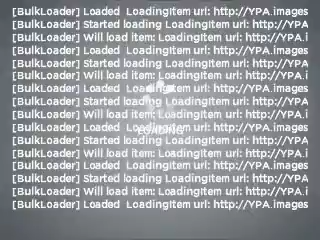 [BulkLoader] Loaded LoadingItem url: http://YPA.images
[BulkLoader] Started loading LoadingItem url: http://YPA
[BulkLoader] Will load item: LoadingItem url: http://YPA.i
[BulkLoader] Loaded LoadingItem url: http://YPA.images
[BulkLoader] Started loading LoadingItem url: http://YPA
[BulkLoader] Will load item: LoadingItem url: http://YPA.i
[BulkLoader] Loaded LoadingItem url: http://YPA.images
[BulkLoader] Started loading LoadingItem url: http://YPA
[BulkLoader] Will load item: LoadingItem url: http://YPA.i
[BulkLoader] Loaded LoadingItem url: http://YPA.images
LOADING
[BulkLoader] Started loading LoadingItem url: http://YPA
[BulkLoader] Will load item: LoadingItem url: http://YPA.i
[BulkLoader] Loaded LoadingItem url: http://YPA.images
[BulkLoader] Started loading LoadingItem url: http://YPA
[BulkLoader] Will load item: LoadingItem url: http://YPA.i
[BulkLoader] Loaded LoadingItem url: http://YPA.images